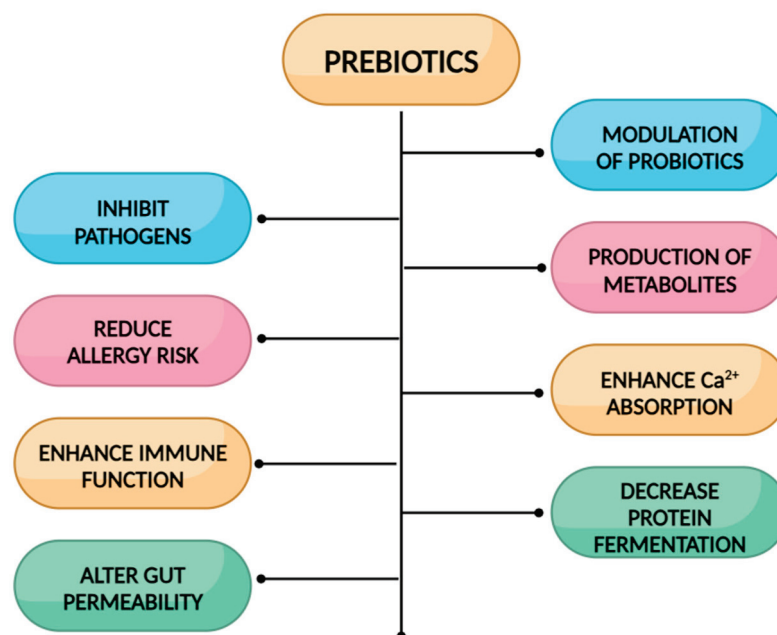 PREBIOTICS
MODULATION
OF PROBIOTICS
INHIBIT
PATHOGENS
PRODUCTION OF
METABOLITES
REDUCE
ALLERGY RISK
ENHANCE Ca²⁺
ABSORPTION
ENHANCE IMMUNE
FUNCTION
DECREASE
PROTEIN
FERMENTATION
ALTER GUT
PERMEABILITY